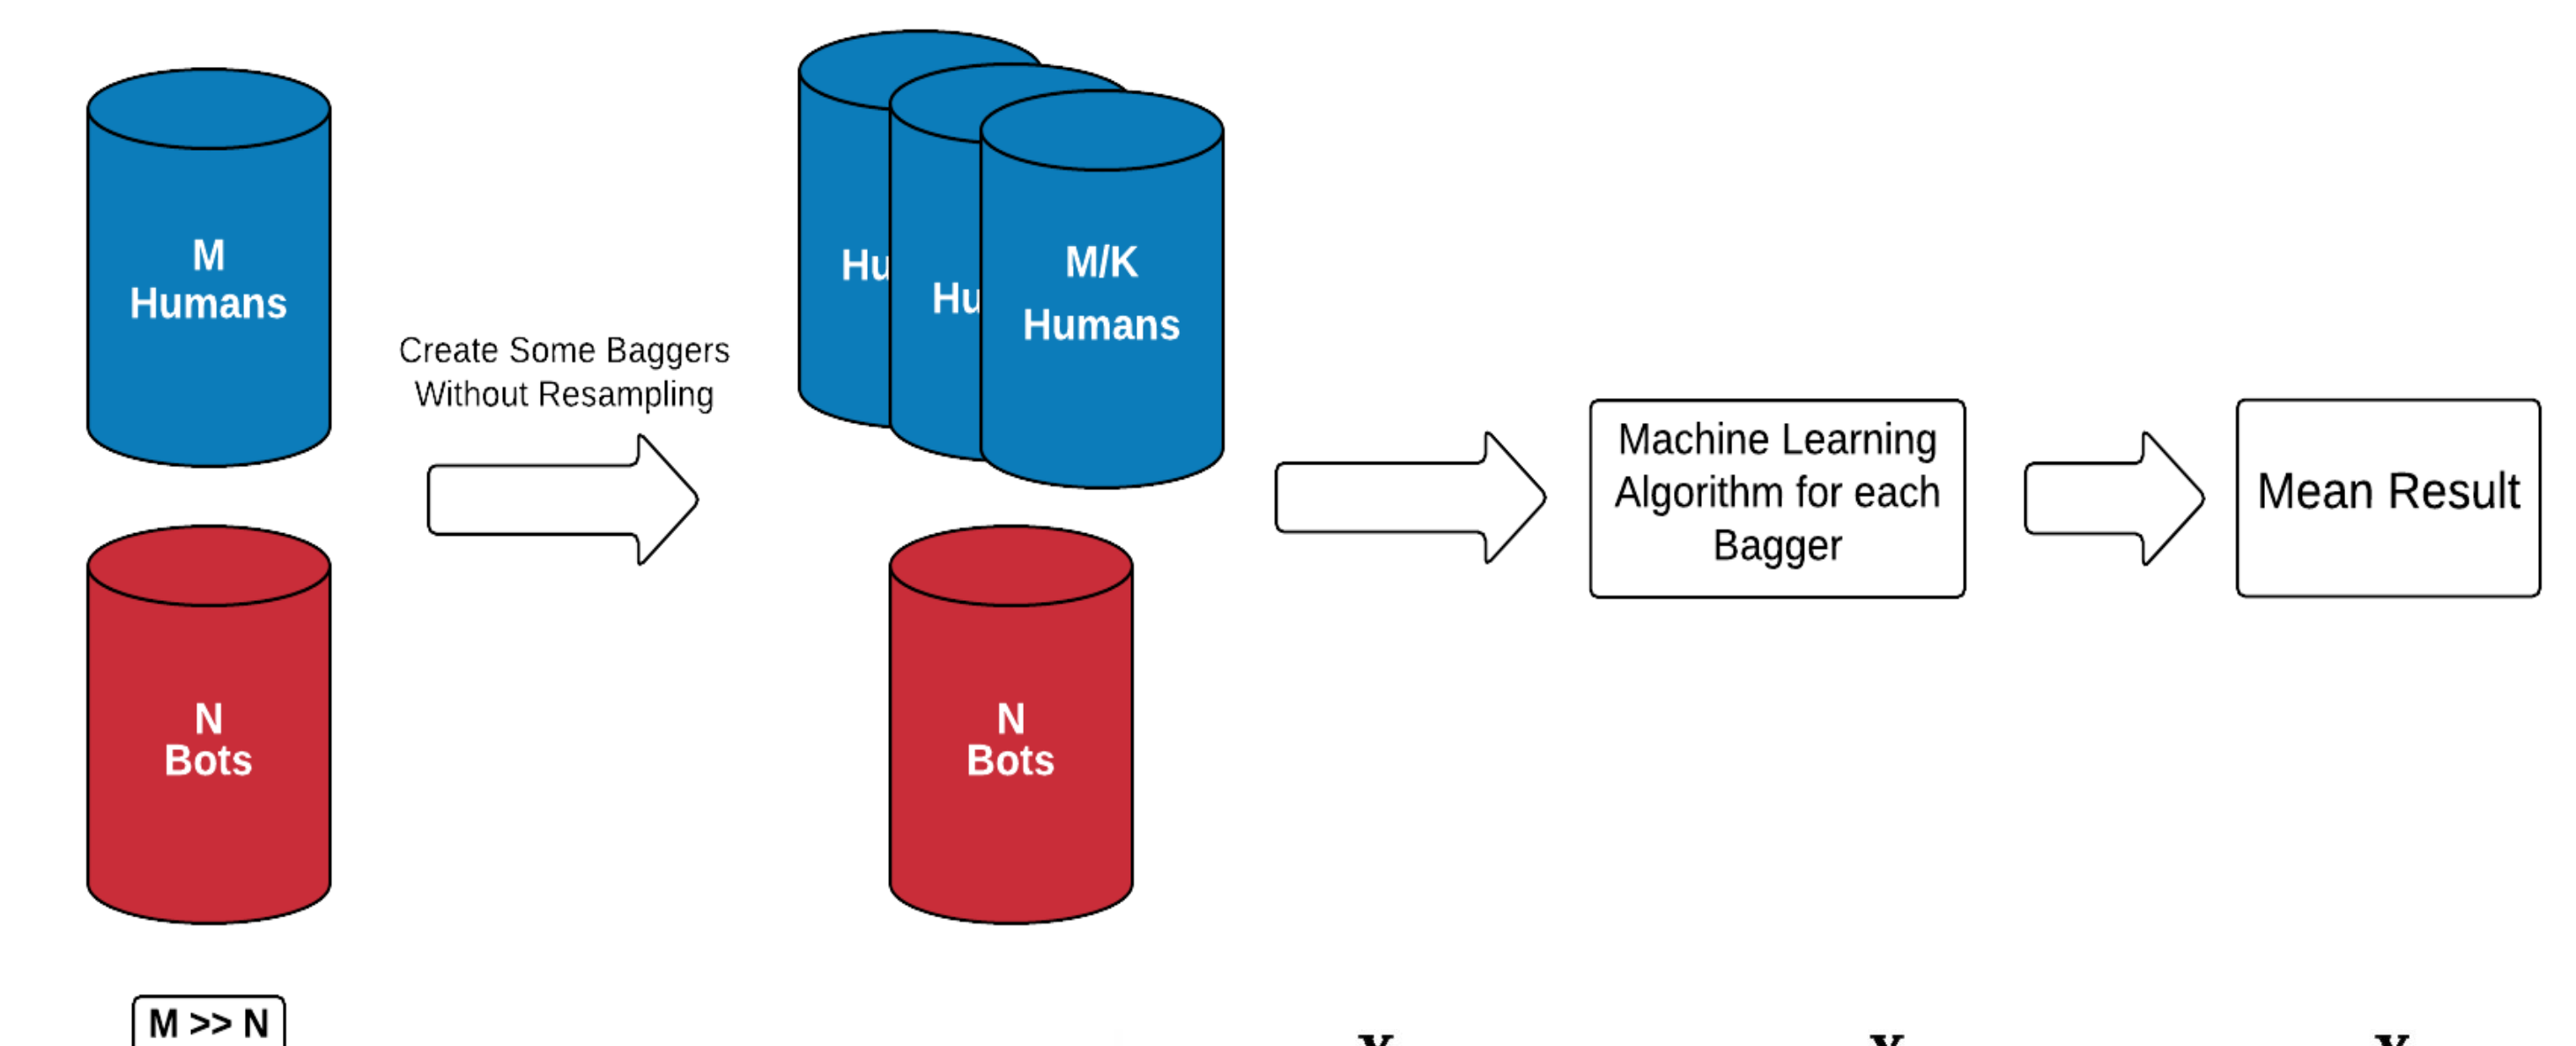 M
Humans
N
Bots
M >> N
Create Some Baggers
Without Resampling
Hu
Hu
M/K
Humans
N
Bots
Machine Learning
Algorithm for each
Bagger
Mean Result